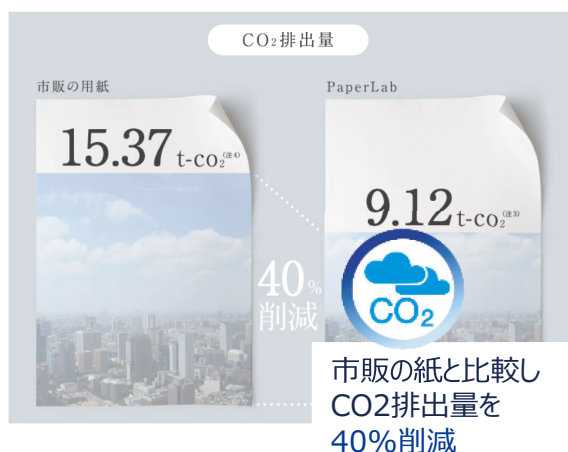 CO₂排出量
市販の用紙
PaperLab
15.37 t-co₂(注4)
9.12 t-co₂(注3)
40%
削減
CO₂
市販の紙と比較し
CO2排出量を
40%削減